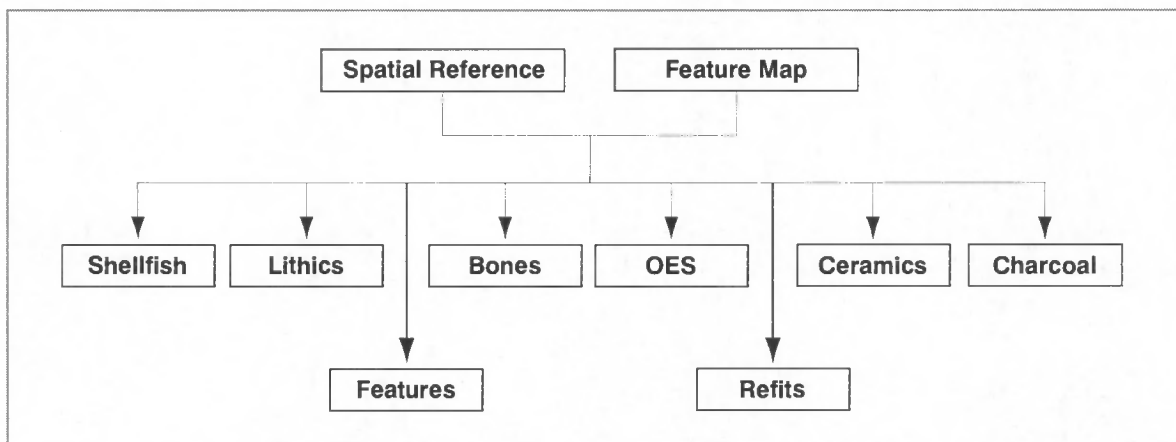 Spatial Reference
Feature Map
Shellfish
Lithics
Bones
OES
Ceramics
Charcoal
Features
Refits